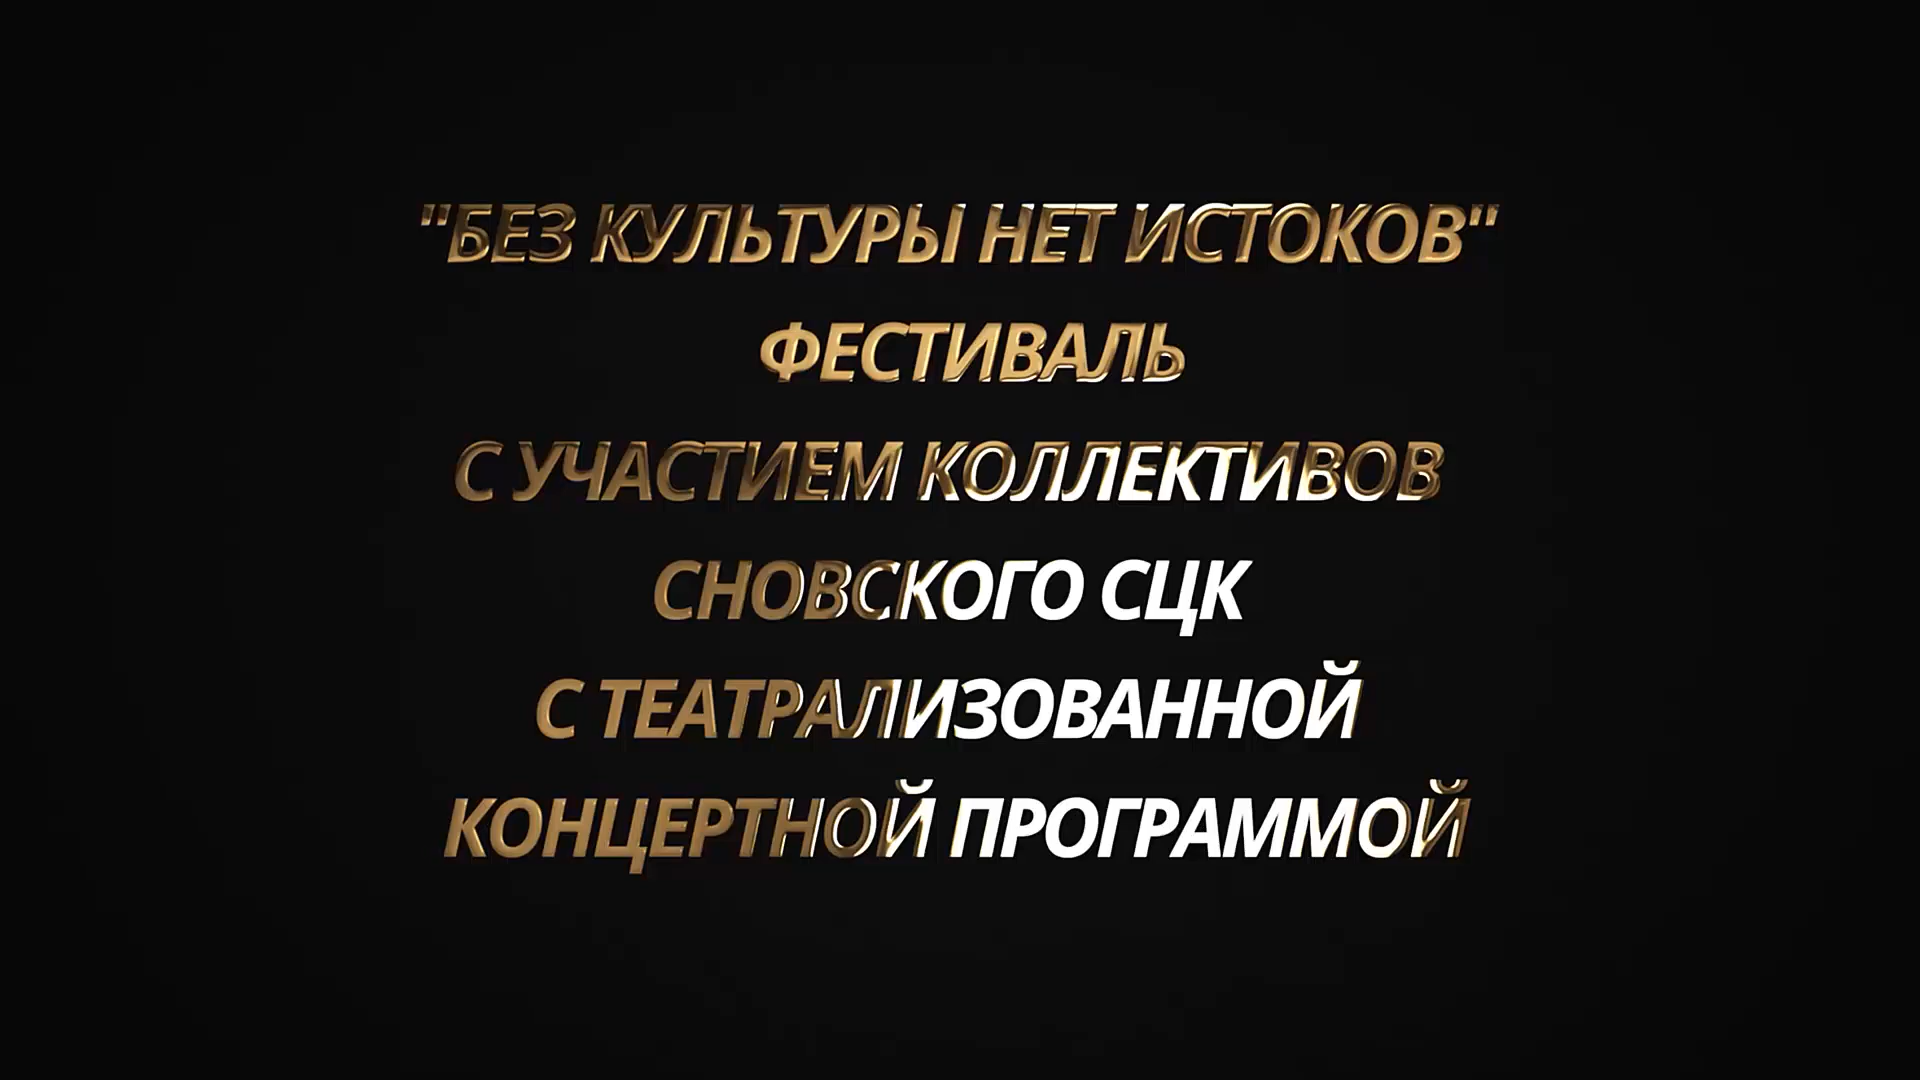 "БЕЗ КУЛЬТУРЫ НЕТ ИСТОКОВ"
ФЕСТИВАЛЬ
С УЧАСТИЕМ КОЛЛЕКТИВОВ
СНОВСКОГО СЦК
С ТЕАТРАЛИЗОВАННОЙ
КОНЦЕРТНОЙ ПРОГРАММОЙ